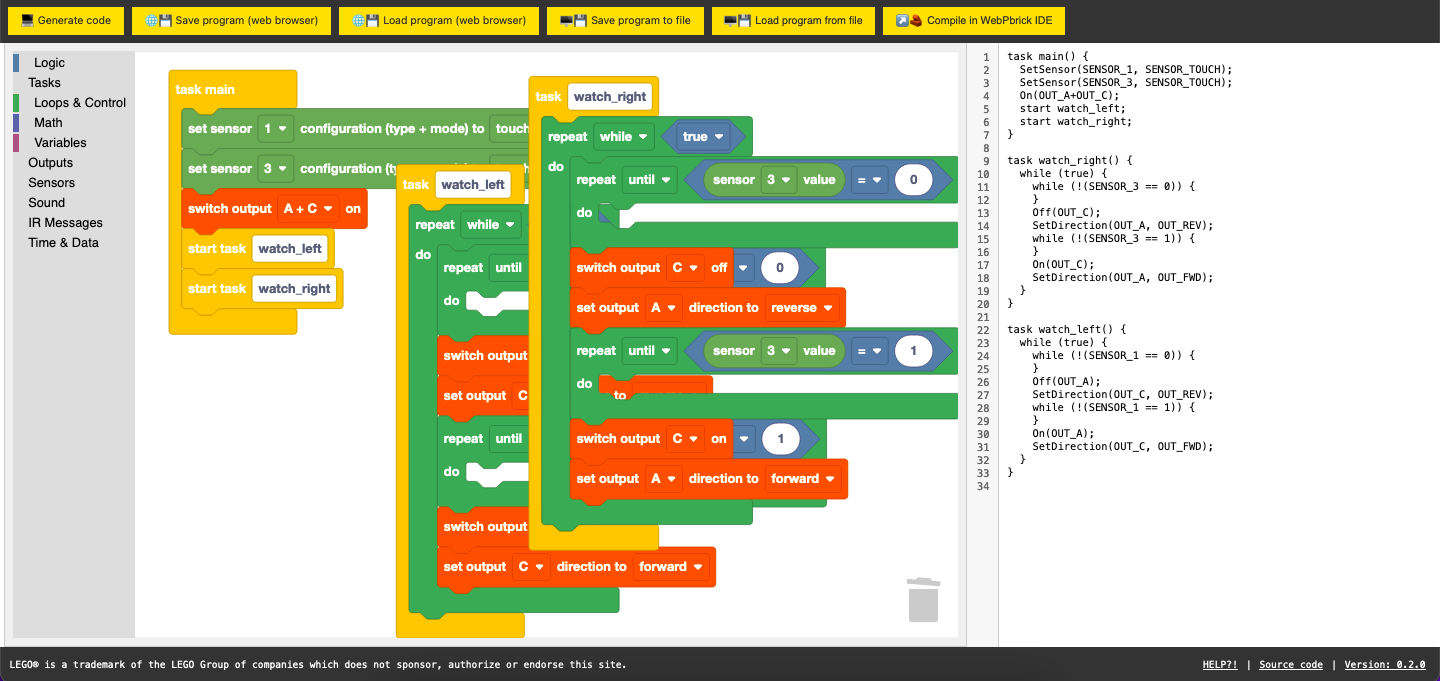 Generate code
Save program (web browser)
Load program (web browser)
Save program to file
Load program from file
Compile in WebPbrick IDE
Logic
Tasks
Loops & Control
Math
Variables
Outputs
Sensors
Sound
IR Messages
Time & Data
task main
set sensor 1 configuration (type + mode) to touch
set sensor 3 configuration (ty
switch output A + C on
start task watch_left
start task watch_right
task watch_left
repeat while
do
repeat until
do
switch output
set output C
repeat until
do
switch output
set output C direction to forward
task watch_right
repeat while true
do
repeat until sensor 3 value = 0
do
switch output C off 0
set output A direction to reverse
repeat until sensor 3 value = 1
do to
switch output C on 1
set output A direction to forward
1 task main() {
2 SetSensor(SENSOR_1, SENSOR_TOUCH);
3 SetSensor(SENSOR_3, SENSOR_TOUCH);
4 On(OUT_A+OUT_C);
5 start watch_left;
6 start watch_right;
7 }
8
9 task watch_right() {
10 while (true) {
11 while (!(SENSOR_3 == 0)) {
12 }
13 Off(OUT_C);
14 SetDirection(OUT_A, OUT_REV);
15 while (!(SENSOR_3 == 1)) {
16 }
17 On(OUT_C);
18 SetDirection(OUT_A, OUT_FWD);
19 }
20 }
21
22 task watch_left() {
23 while (true) {
24 while (!(SENSOR_1 == 0)) {
25 }
26 Off(OUT_A);
27 SetDirection(OUT_C, OUT_REV);
28 while (!(SENSOR_1 == 1)) {
29 }
30 On(OUT_A);
31 SetDirection(OUT_C, OUT_FWD);
32 }
33 }
34
LEGO® is a trademark of the LEGO Group of companies which does not sponsor, authorize or endorse this site.
HELP?! | Source code | Version: 0.2.0